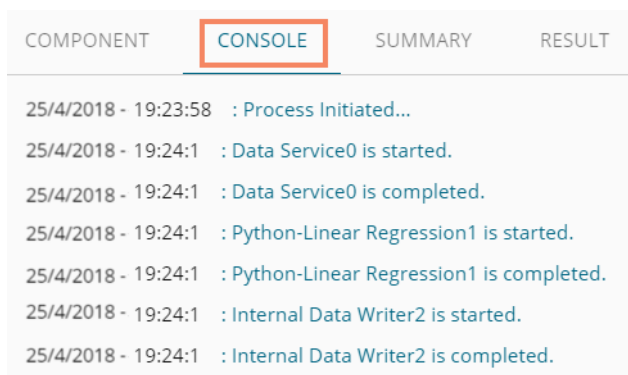 COMPONENT CONSOLE SUMMARY RESULT
25/4/2018 - 19:23:58 : Process Initiated...
25/4/2018 - 19:24:1 : Data Service0 is started.
25/4/2018 - 19:24:1 : Data Service0 is completed.
25/4/2018 - 19:24:1 : Python-Linear Regression1 is started.
25/4/2018 - 19:24:1 : Python-Linear Regression1 is completed.
25/4/2018 - 19:24:1 : Internal Data Writer2 is started.
25/4/2018 - 19:24:1 : Internal Data Writer2 is completed.